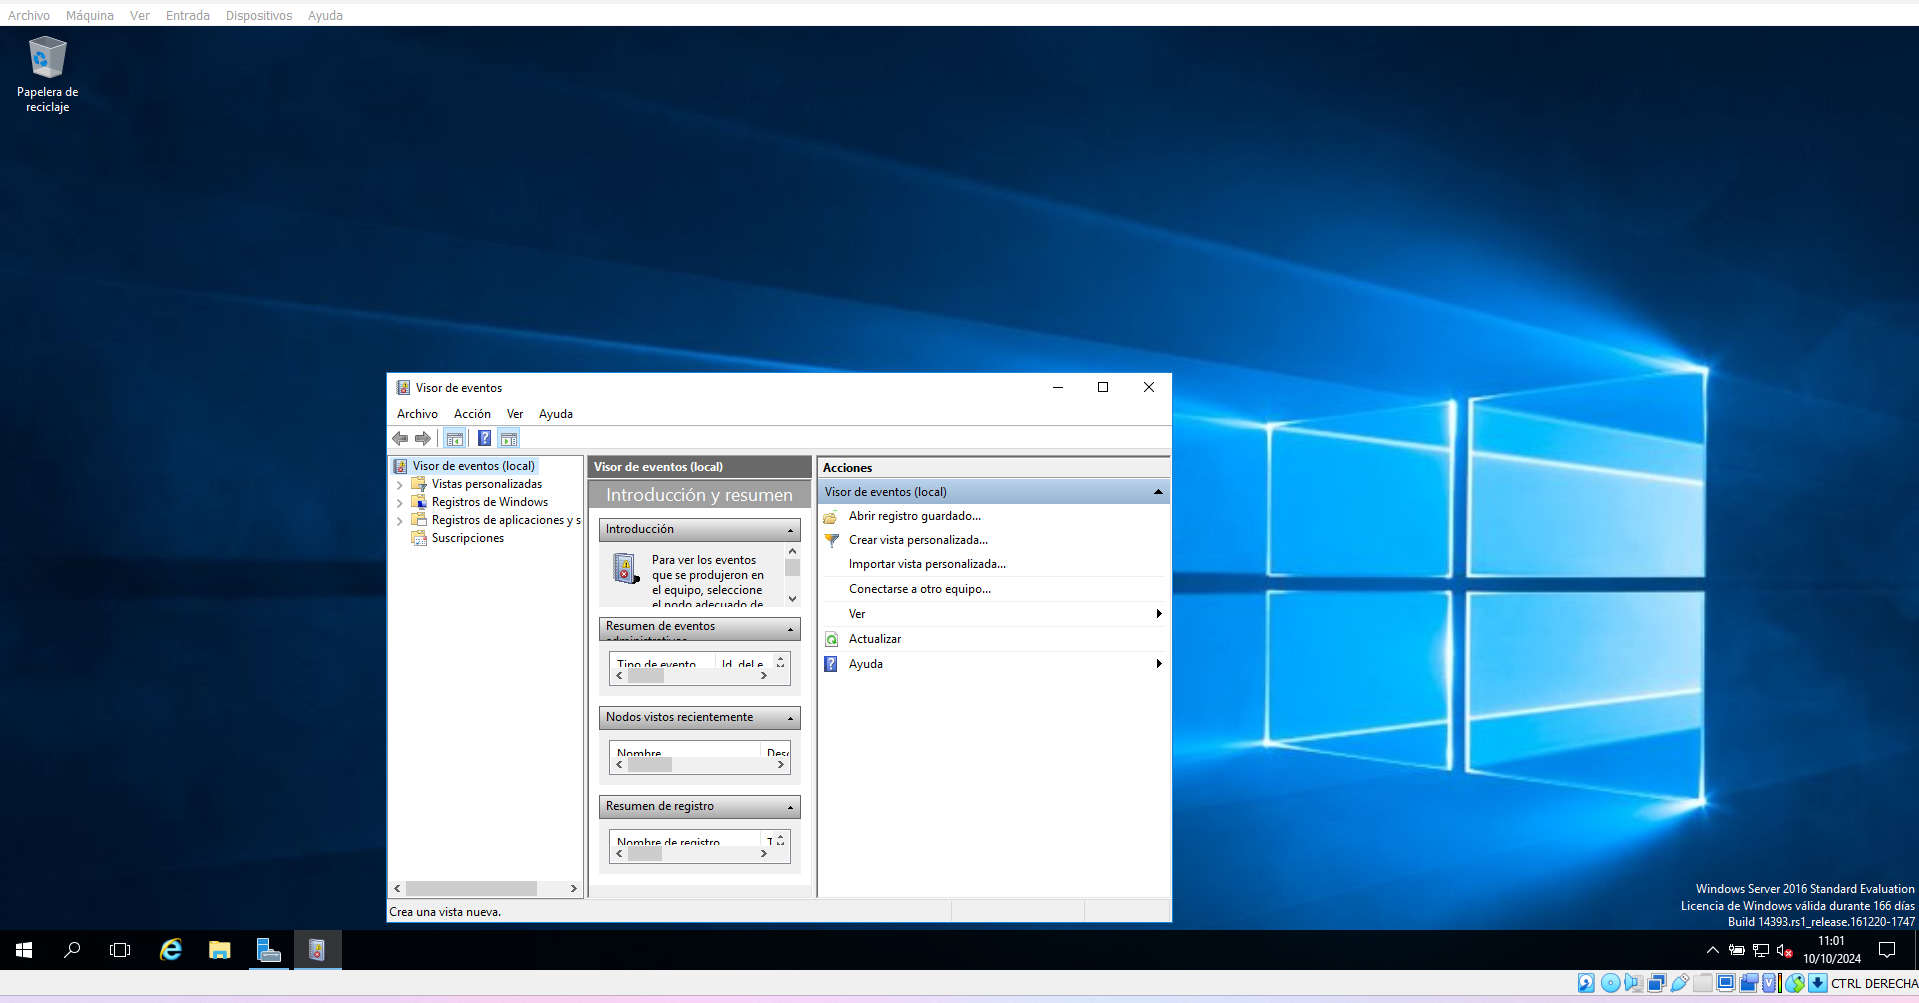 Archivo Máquina Ver Entrada Dispositivos Ayuda
Papelera de
reciclaje
Visor de eventos
Archivo Acción Ver Ayuda
Visor de eventos (local)
Vistas personalizadas
Registros de Windows
Registros de aplicaciones y s
Suscripciones
Visor de eventos (local)
Introducción y resumen
Introducción
Para ver los eventos
que se produjeron en
el equipo, seleccione
el nodo adecuado de
Resumen de eventos
administrativos
Tipo de evento Id. del e
Nodos vistos recientemente
Nombre Desc
Resumen de registro
Nombre de registro T
Acciones
Visor de eventos (local)
Abrir registro guardado...
Crear vista personalizada...
Importar vista personalizada...
Conectarse a otro equipo...
Ver
Actualizar
Ayuda
Crea una vista nueva.
Windows Server 2016 Standard Evaluation
Licencia de Windows válida durante 166 días
Build 14393.rs1_release.161220-1747
11:01
10/10/2024
CTRL DERECHA